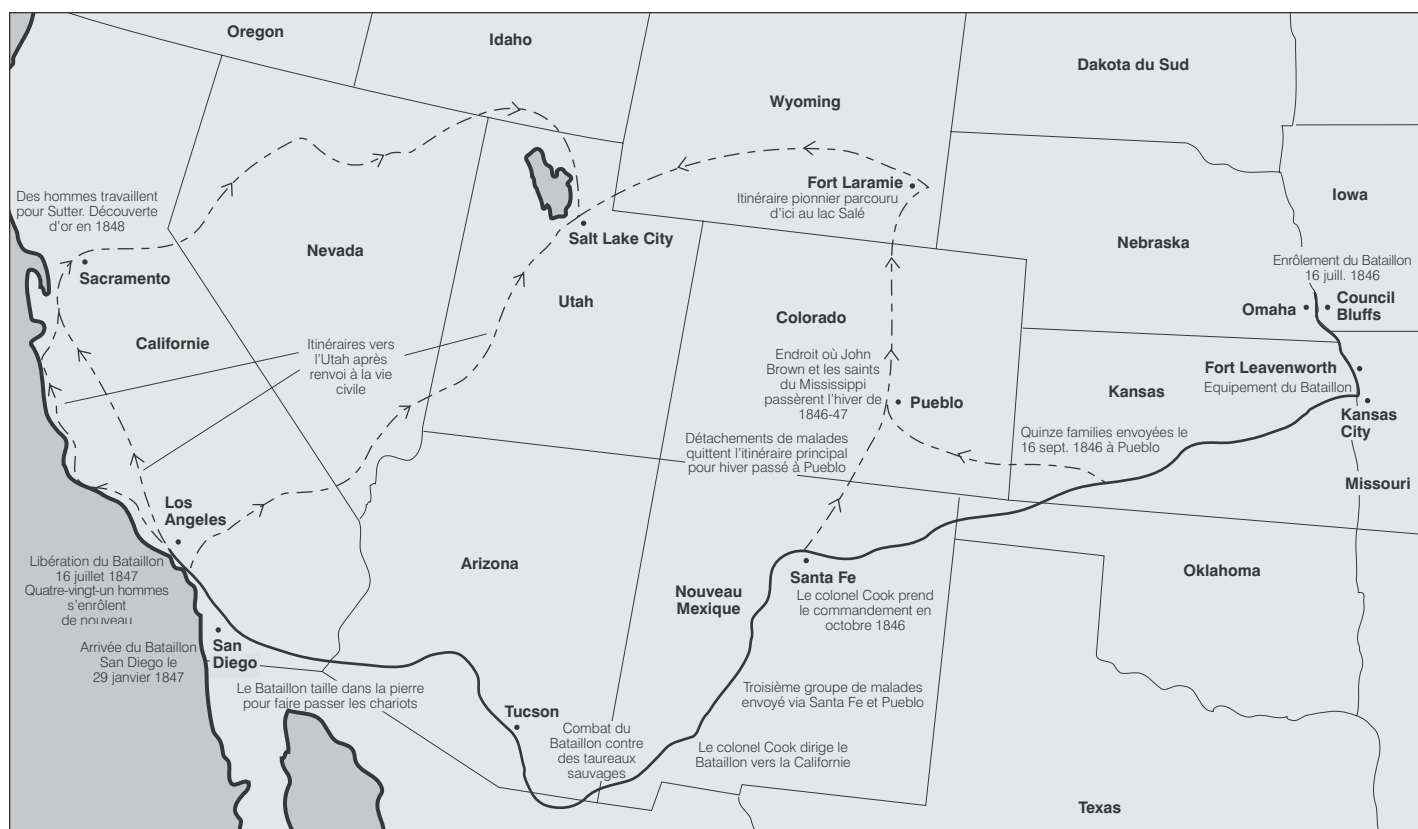 Oregon
Idaho
Dakota du Sud
Wyoming
Fort Laramie
Itinéraire pionnier parcouru
d'ici au lac Salé
Iowa
Des hommes travaillent
pour Sutter. Découverte
d'or en 1848
Sacramento
Nevada
Salt Lake City
Utah
Nebraska
Enrôlement du Bataillon
16 juill. 1846
Omaha
Council
Bluffs
Californie
Itinéraires vers
l'Utah après
renvoi à la vie
civile
Colorado
Endroit où John
Brown et les saints
du Mississippi
passèrent l'hiver de
1846-47
Pueblo
Kansas
Fort Leavenworth
Equipement du Bataillon
Kansas
City
Détachements de malades
quittent l'itinéraire principal
pour hiver passé à Pueblo
Quinze families envoyées le
16 sept. 1846 à Pueblo
Missouri
Los
Angeles
Libération du Bataillon
16 juillet 1847
Quatre-vingt-un hommes
s'enrôlent
de nouveau
Arizona
Nouveau
Mexique
Santa Fe
Le colonel Cook prend
le commandement en
octobre 1846
Oklahoma
San
Diego
Arrivée du Bataillon
San Diego le
29 janvier 1847
Le Bataillon taille dans la pierre
pour faire passer les chariots
Tucson
Combat du
Bataillon contre
des taureaux
sauvages
Troisième groupe de malades
envoyé via Santa Fe et Pueblo
Le colonel Cook dirige le
Bataillon vers la Californie
Texas